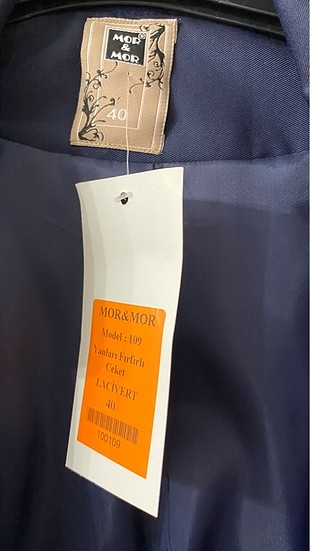 MOR®
&
MOR
40
MOR&MOR
Model : 109
Yanları Fırfırlı
Ceket
LACİVERT
40
100109